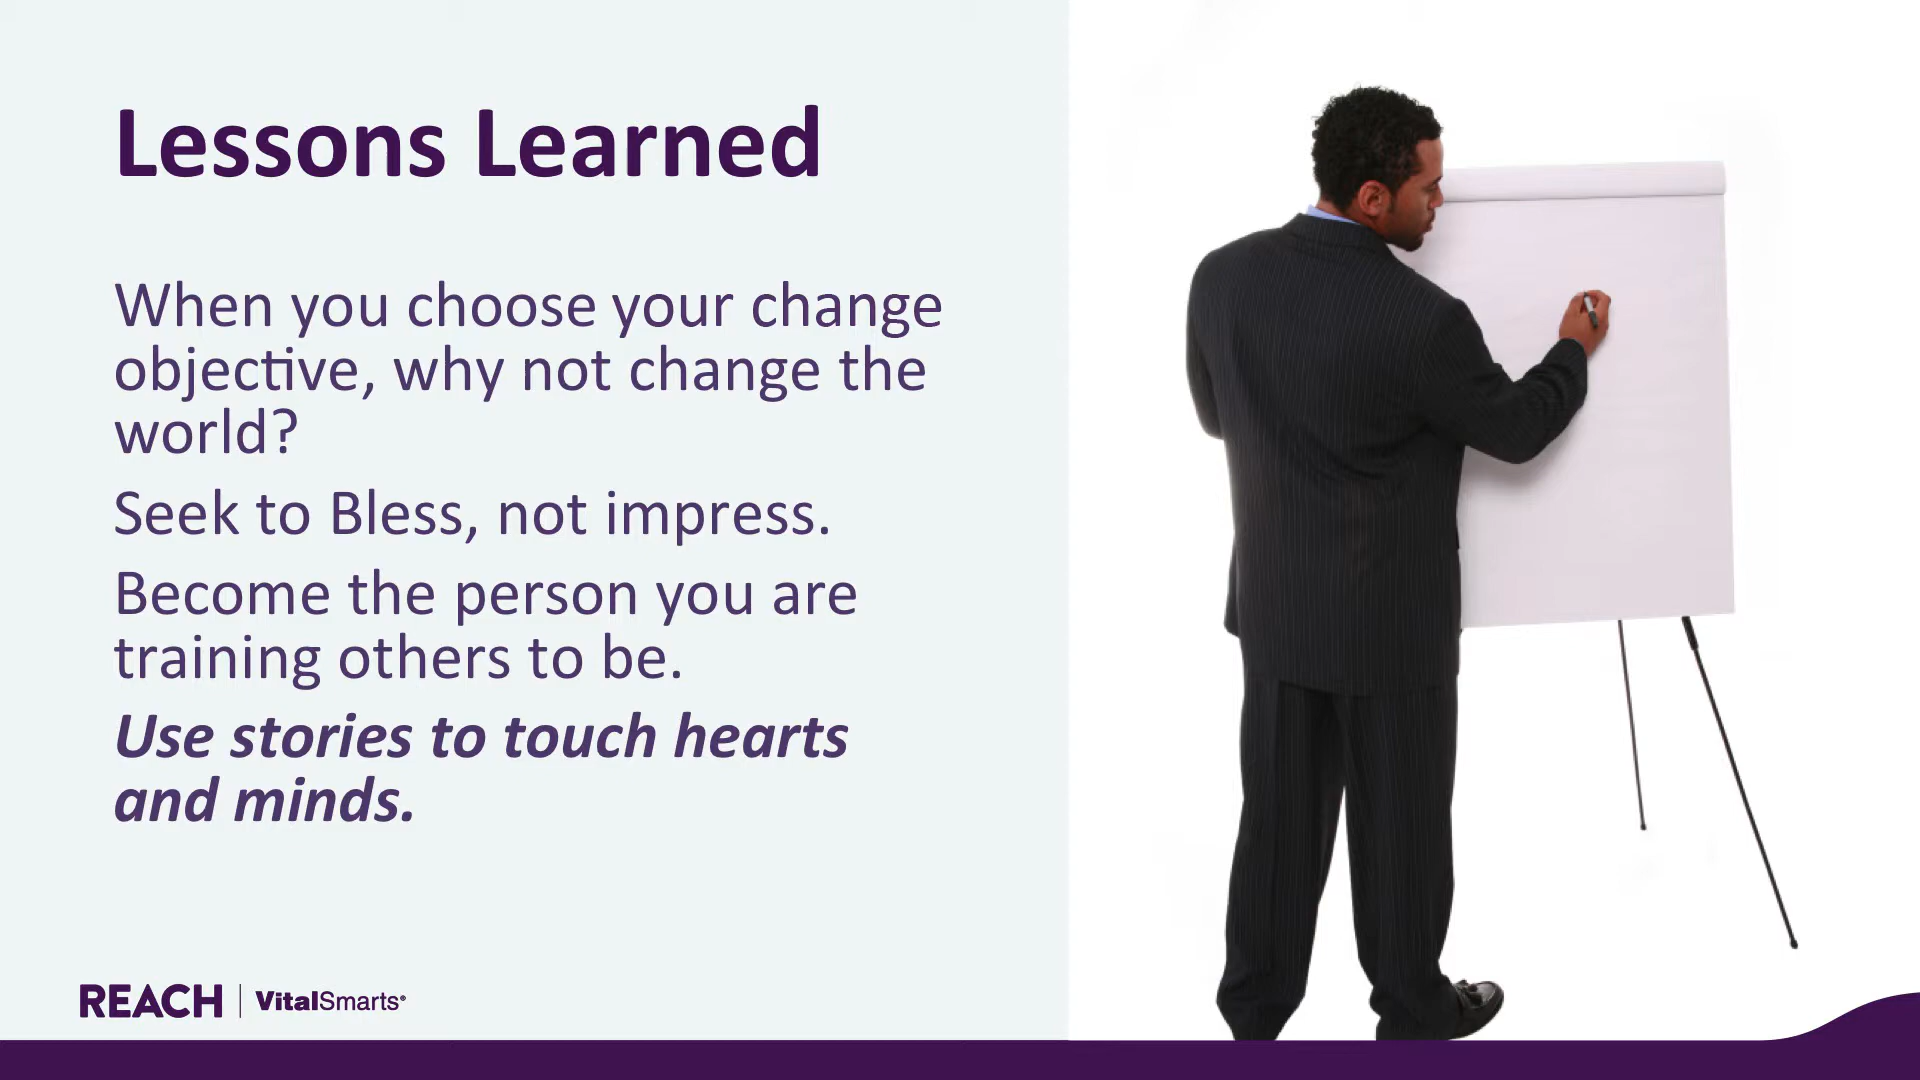 Lessons Learned
When you choose your change
objective, why not change the
world?
Seek to Bless, not impress.
Become the person you are
training others to be.
Use stories to touch hearts
and minds.
REACH | VitalSmarts®